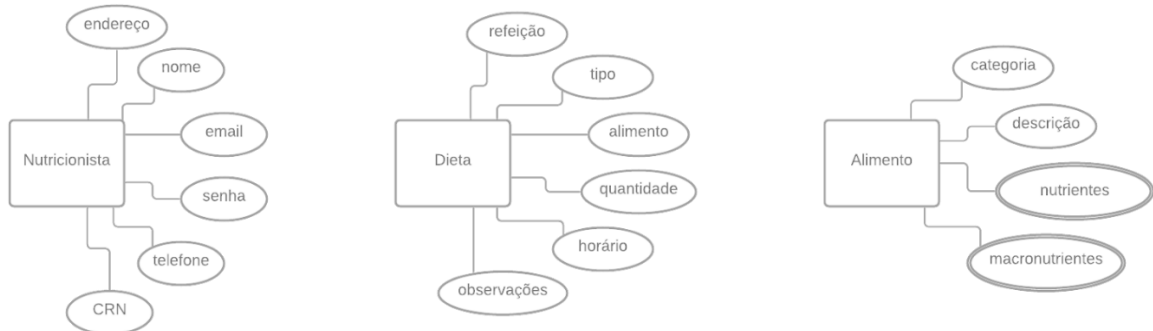 endereço
nome
email
Nutricionista
senha
telefone
CRN
refeição
tipo
alimento
Dieta
quantidade
horário
observações
categoria
descrição
Alimento
nutrientes
macronutrientes